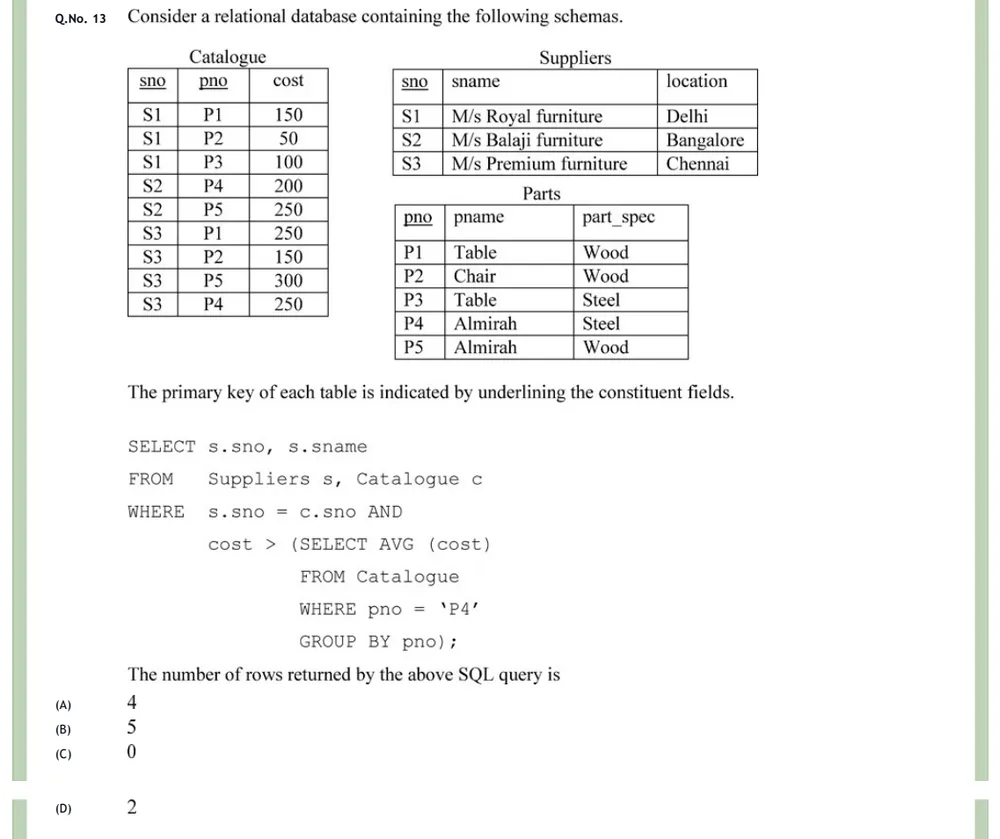 Q.No. 13 Consider a relational database containing the following schemas.
Catalogue
sno pno cost
S1 P1 150
S1 P2 50
S1 P3 100
S2 P4 200
S2 P5 250
S3 P1 250
S3 P2 150
S3 P5 300
S3 P4 250
Suppliers
sno sname location
S1 M/s Royal furniture Delhi
S2 M/s Balaji furniture Bangalore
S3 M/s Premium furniture Chennai
Parts
pno pname part_spec
P1 Table Wood
P2 Chair Wood
P3 Table Steel
P4 Almirah Steel
P5 Almirah Wood
The primary key of each table is indicated by underlining the constituent fields.
SELECT s.sno, s.sname
FROM Suppliers s, Catalogue c
WHERE s.sno = c.sno AND
cost > (SELECT AVG (cost)
FROM Catalogue
WHERE pno = ‘P4’
GROUP BY pno);
The number of rows returned by the above SQL query is
(A) 4
(B) 5
(C) 0
(D) 2